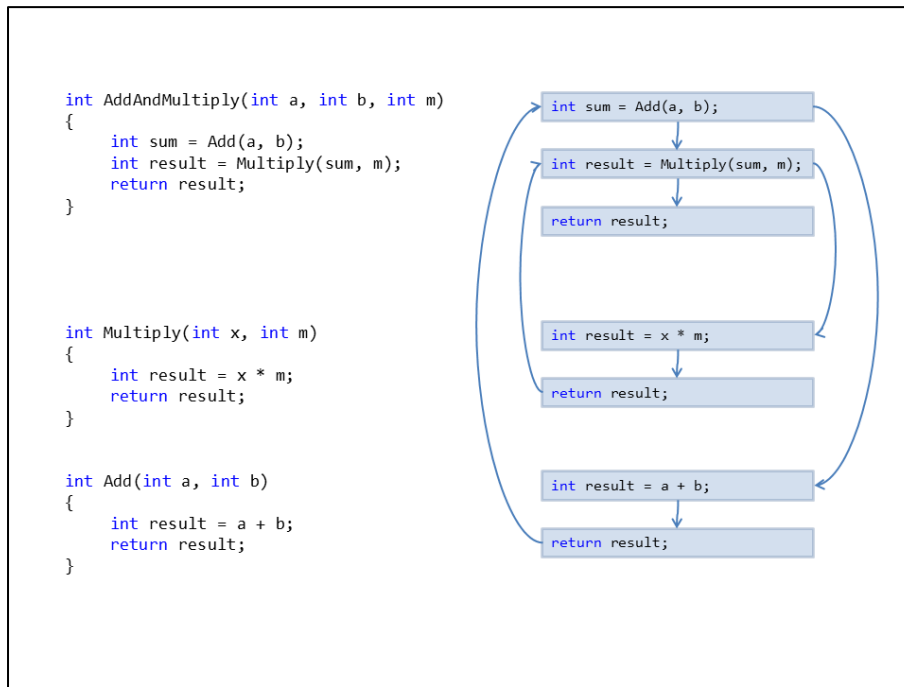 int AddAndMultiply(int a, int b, int m)
{
int sum = Add(a, b);
int result = Multiply(sum, m);
return result;
}
int Multiply(int x, int m)
{
int result = x * m;
return result;
}
int Add(int a, int b)
{
int result = a + b;
return result;
}
int sum = Add(a, b);
int result = Multiply(sum, m);
return result;
int result = x * m;
return result;
int result = a + b;
return result;